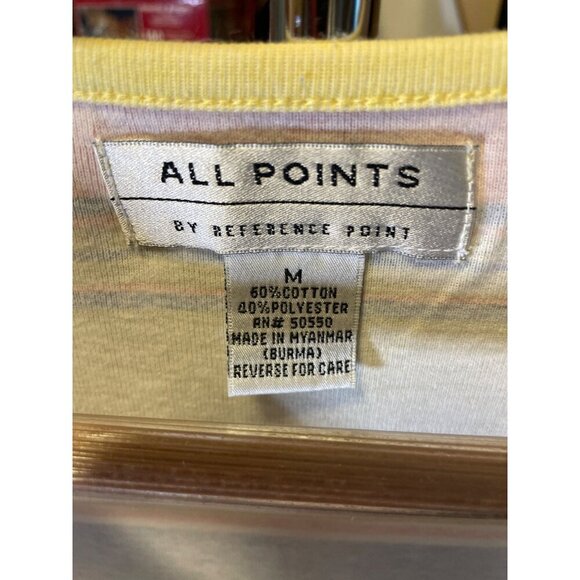 ALL POINTS
BY REFERENCE POINT
M
60% COTTON
40% POLYESTER
RN# 50550
MADE IN MYANMAR
(BURMA)
REVERSE FOR CARE